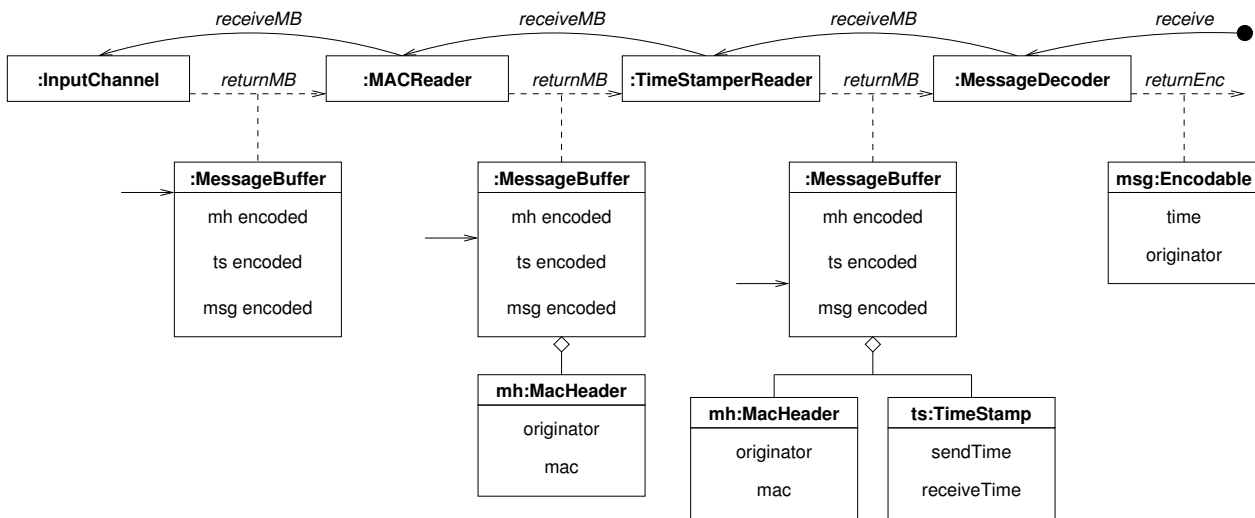 receiveMB receiveMB receiveMB receive
:InputChannel returnMB :MACReader returnMB :TimeStamperReader returnMB :MessageDecoder returnEnc
:MessageBuffer :MessageBuffer :MessageBuffer msg:Encodable
mh encoded mh encoded mh encoded time
ts encoded ts encoded ts encoded originator
msg encoded msg encoded msg encoded
mh:MacHeader mh:MacHeader ts:TimeStamp
originator originator sendTime
mac mac receiveTime